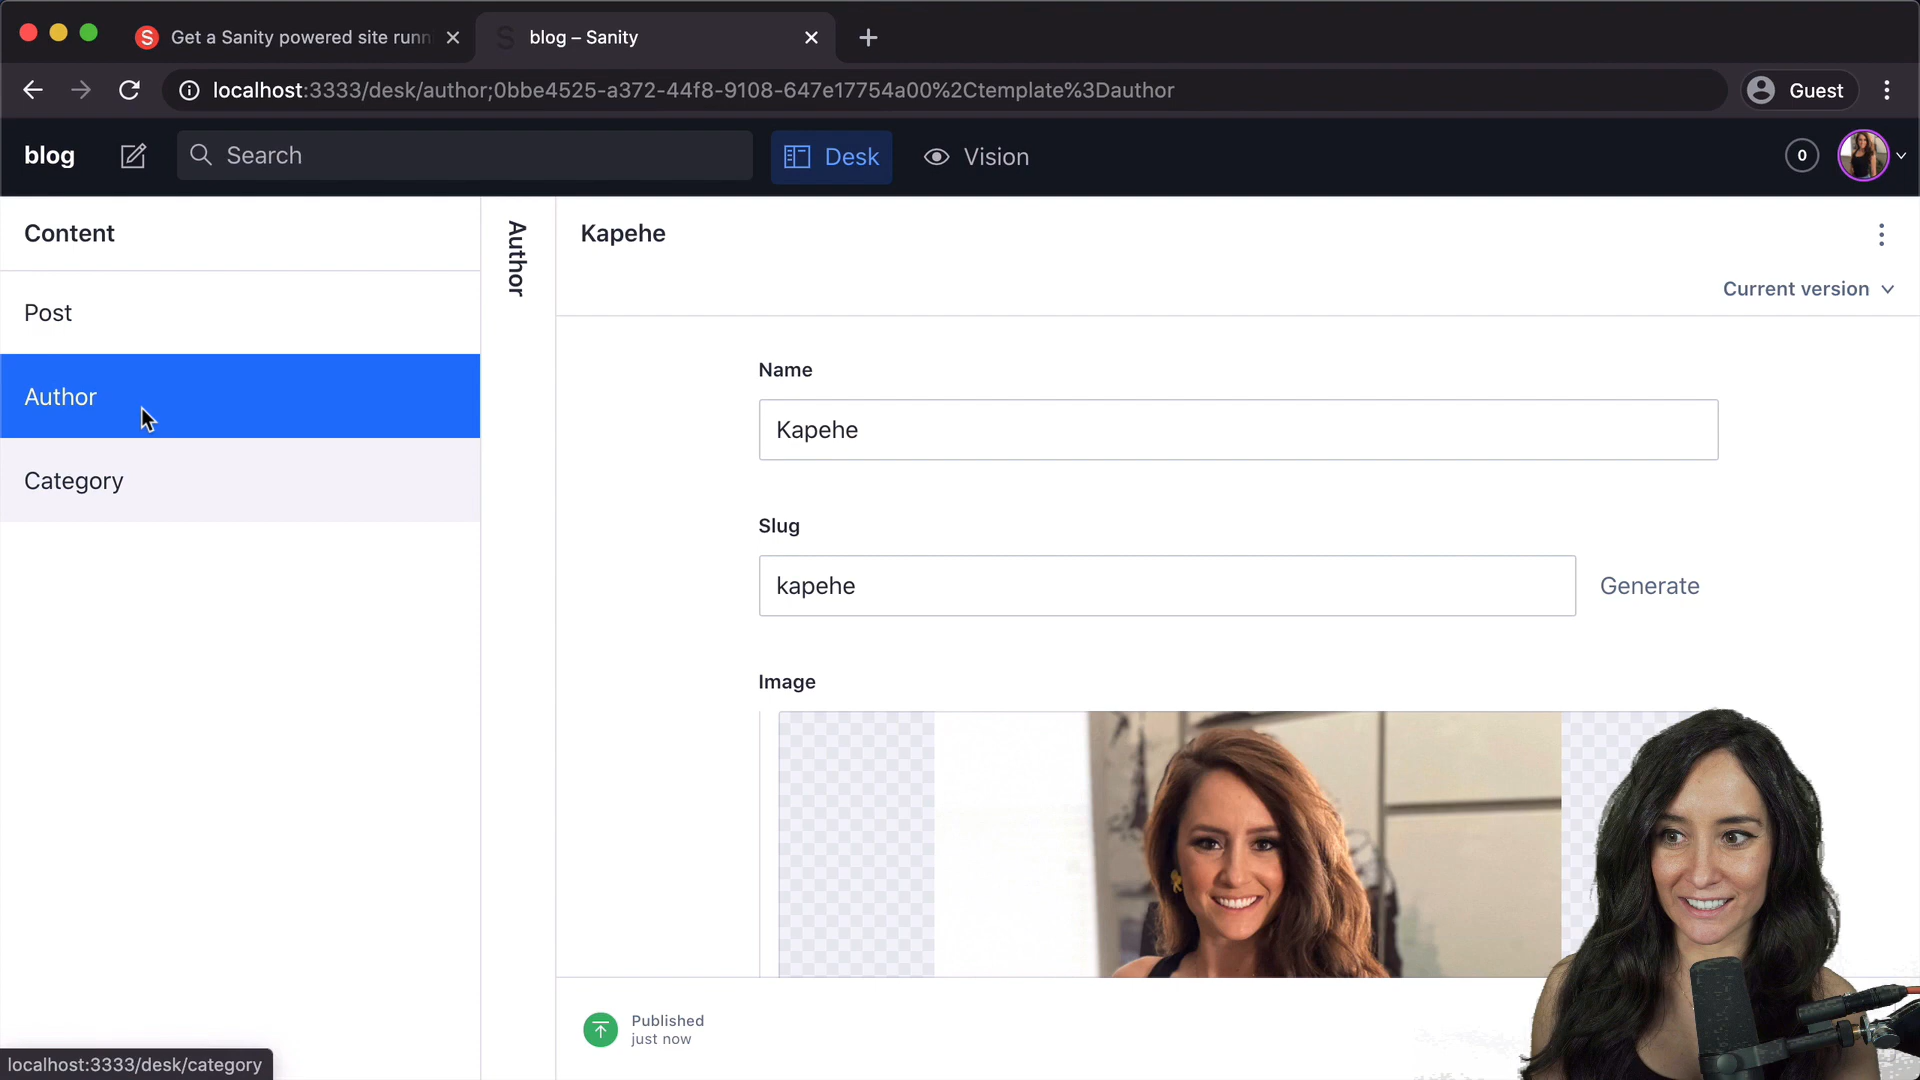 Get a Sanity powered site runn
blog – Sanity
localhost:3333/desk/author;0bbe4525-a372-44f8-9108-647e17754a00%2Ctemplate%3Dauthor
Guest
blog
Search
Desk
Vision
0
Content
Post
Author
Category
Author
Kapehe
Current version
Name
Kapehe
Slug
kapehe
Generate
Image
Published
just now
localhost:3333/desk/category